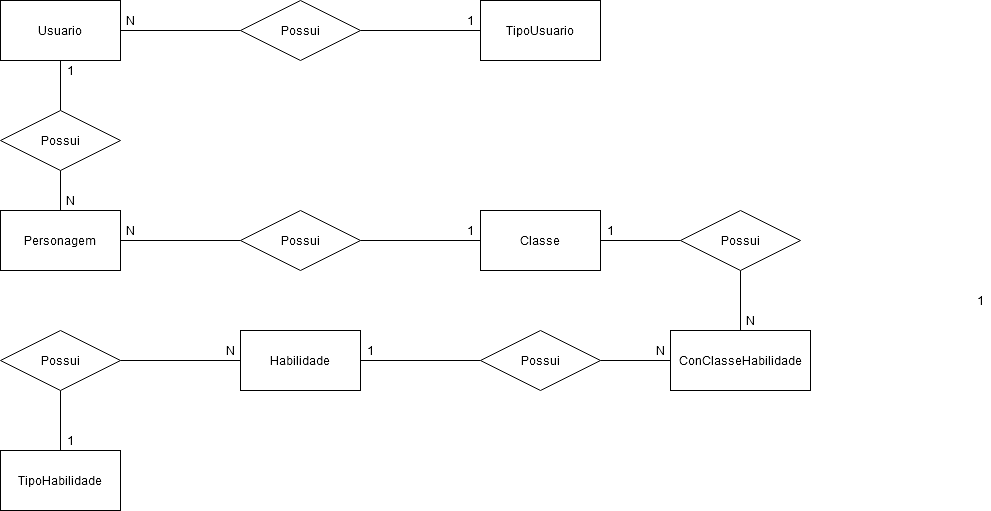 Usuario
N
Possui
1
TipoUsuario
1
Possui
N
Personagem
N
Possui
1
Classe
1
Possui
N
1
Possui
N
Habilidade
1
Possui
N
ConClasseHabilidade
1
TipoHabilidade